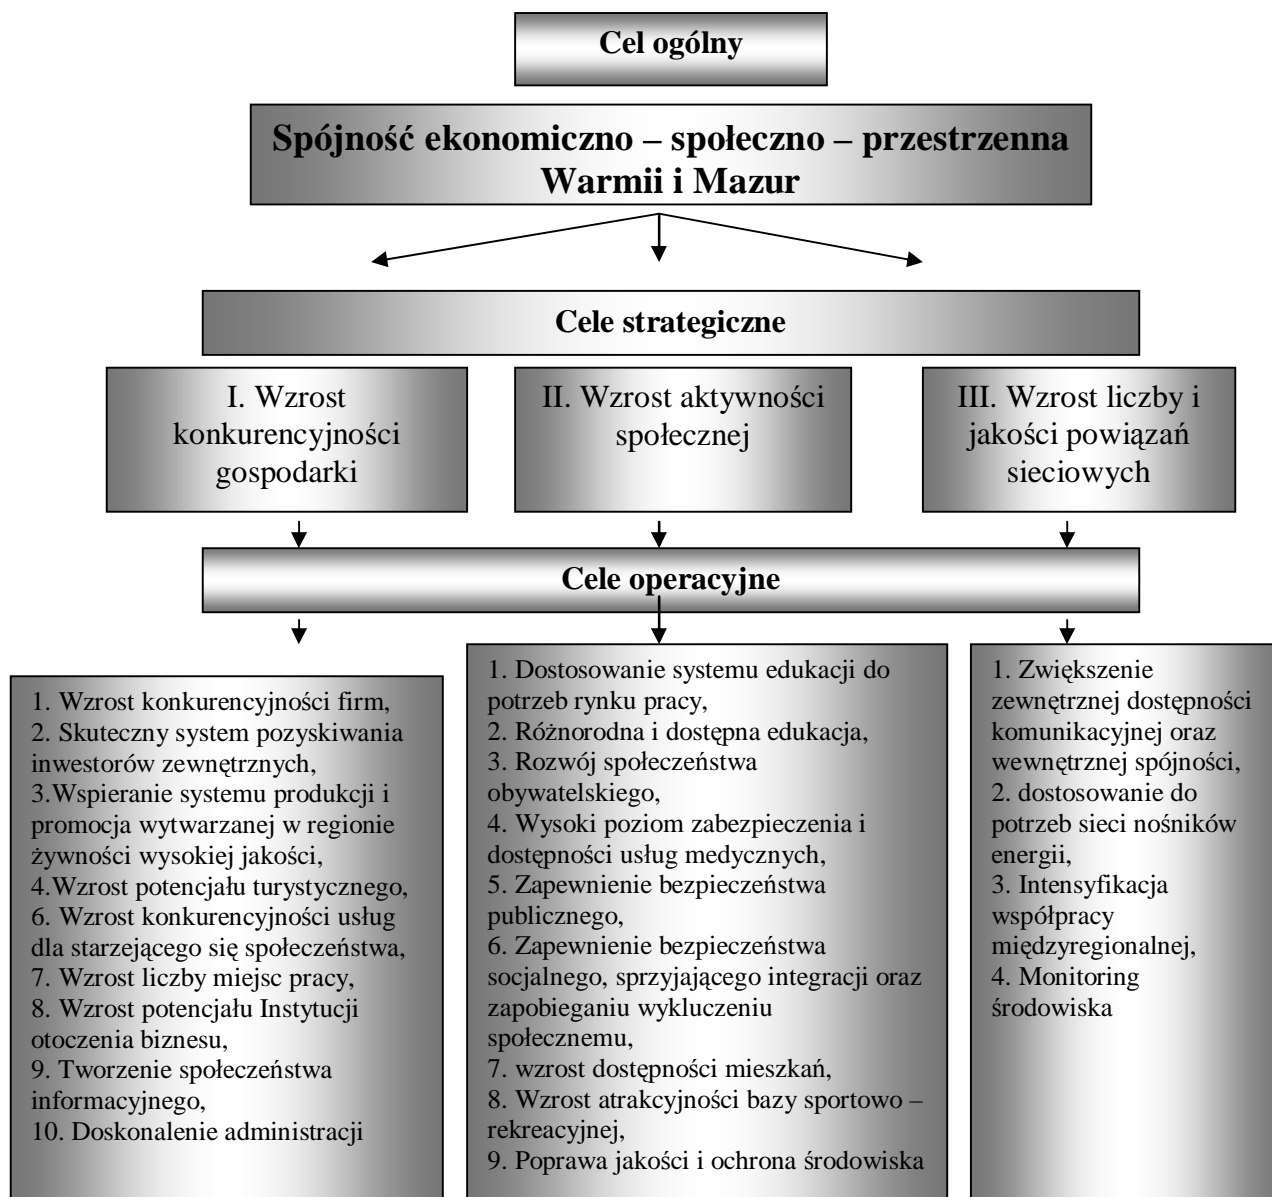 Cel ogólny
Spójność ekonomiczno – społeczno – przestrzenna
Warmii i Mazur
Cele strategiczne
I. Wzrost
konkurencyjności
gospodarki
II. Wzrost aktywności
społecznej
III. Wzrost liczby i
jakości powiązań
sieciowych
Cele operacyjne
1. Wzrost konkurencyjności firm,
2. Skuteczny system pozyskiwania
inwestorów zewnętrznych,
3.Wspieranie systemu produkcji i
promocja wytwarzanej w regionie
żywności wysokiej jakości,
4.Wzrost potencjału turystycznego,
6. Wzrost konkurencyjności usług
dla starzejącego się społeczeństwa,
7. Wzrost liczby miejsc pracy,
8. Wzrost potencjału Instytucji
otoczenia biznesu,
9. Tworzenie społeczeństwa
informacyjnego,
10. Doskonalenie administracji
1. Dostosowanie systemu edukacji do
potrzeb rynku pracy,
2. Różnorodna i dostępna edukacja,
3. Rozwój społeczeństwa
obywatelskiego,
4. Wysoki poziom zabezpieczenia i
dostępności usług medycznych,
5. Zapewnienie bezpieczeństwa
publicznego,
6. Zapewnienie bezpieczeństwa
socjalnego, sprzyjającego integracji oraz
zapobieganiu wykluczeniu
społecznemu,
7. wzrost dostępności mieszkań,
8. Wzrost atrakcyjności bazy sportowo –
rekreacyjnej,
9. Poprawa jakości i ochrona środowiska
1. Zwiększenie
zewnętrznej dostępności
komunikacyjnej oraz
wewnętrznej spójności,
2. dostosowanie do
potrzeb sieci nośników
energii,
3. Intensyfikacja
współpracy
międzyregionalnej,
4. Monitoring
środowiska